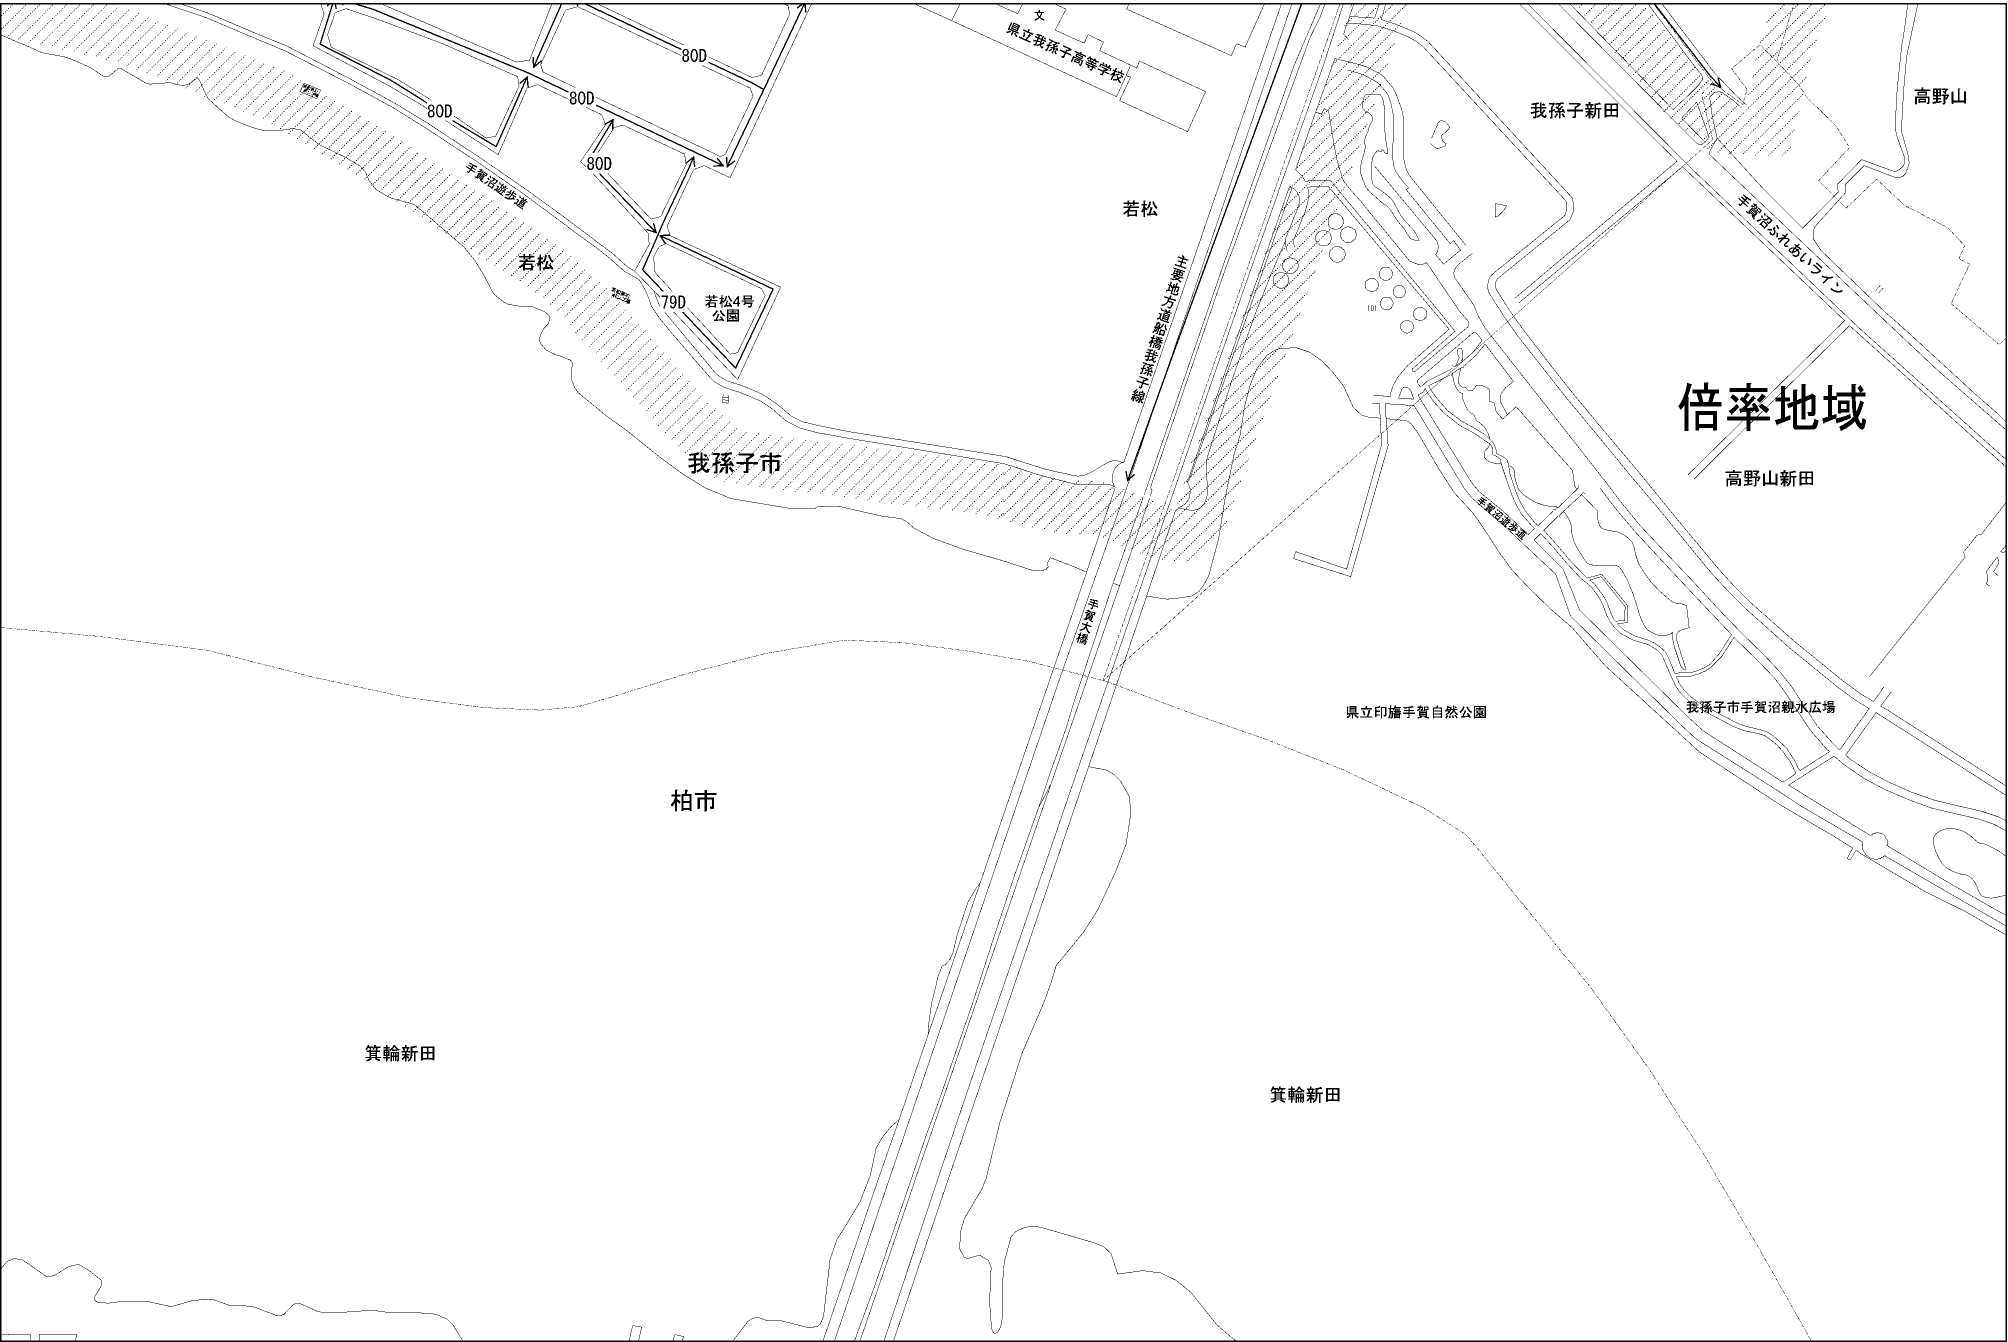 文
県立我孫子高等学校
80D
80D
80D
80D
我孫子新田
高野山
手賀沼遊歩道
若松
若松
手賀沼ふれあいライン
主要地方道船橋我孫子線
79D
若松4号
公園
101
倍率地域
我孫子市
高野山新田
手賀沼遊歩道
手賀大橋
県立印旛手賀自然公園
我孫子市手賀沼親水広場
柏市
箕輪新田
箕輪新田